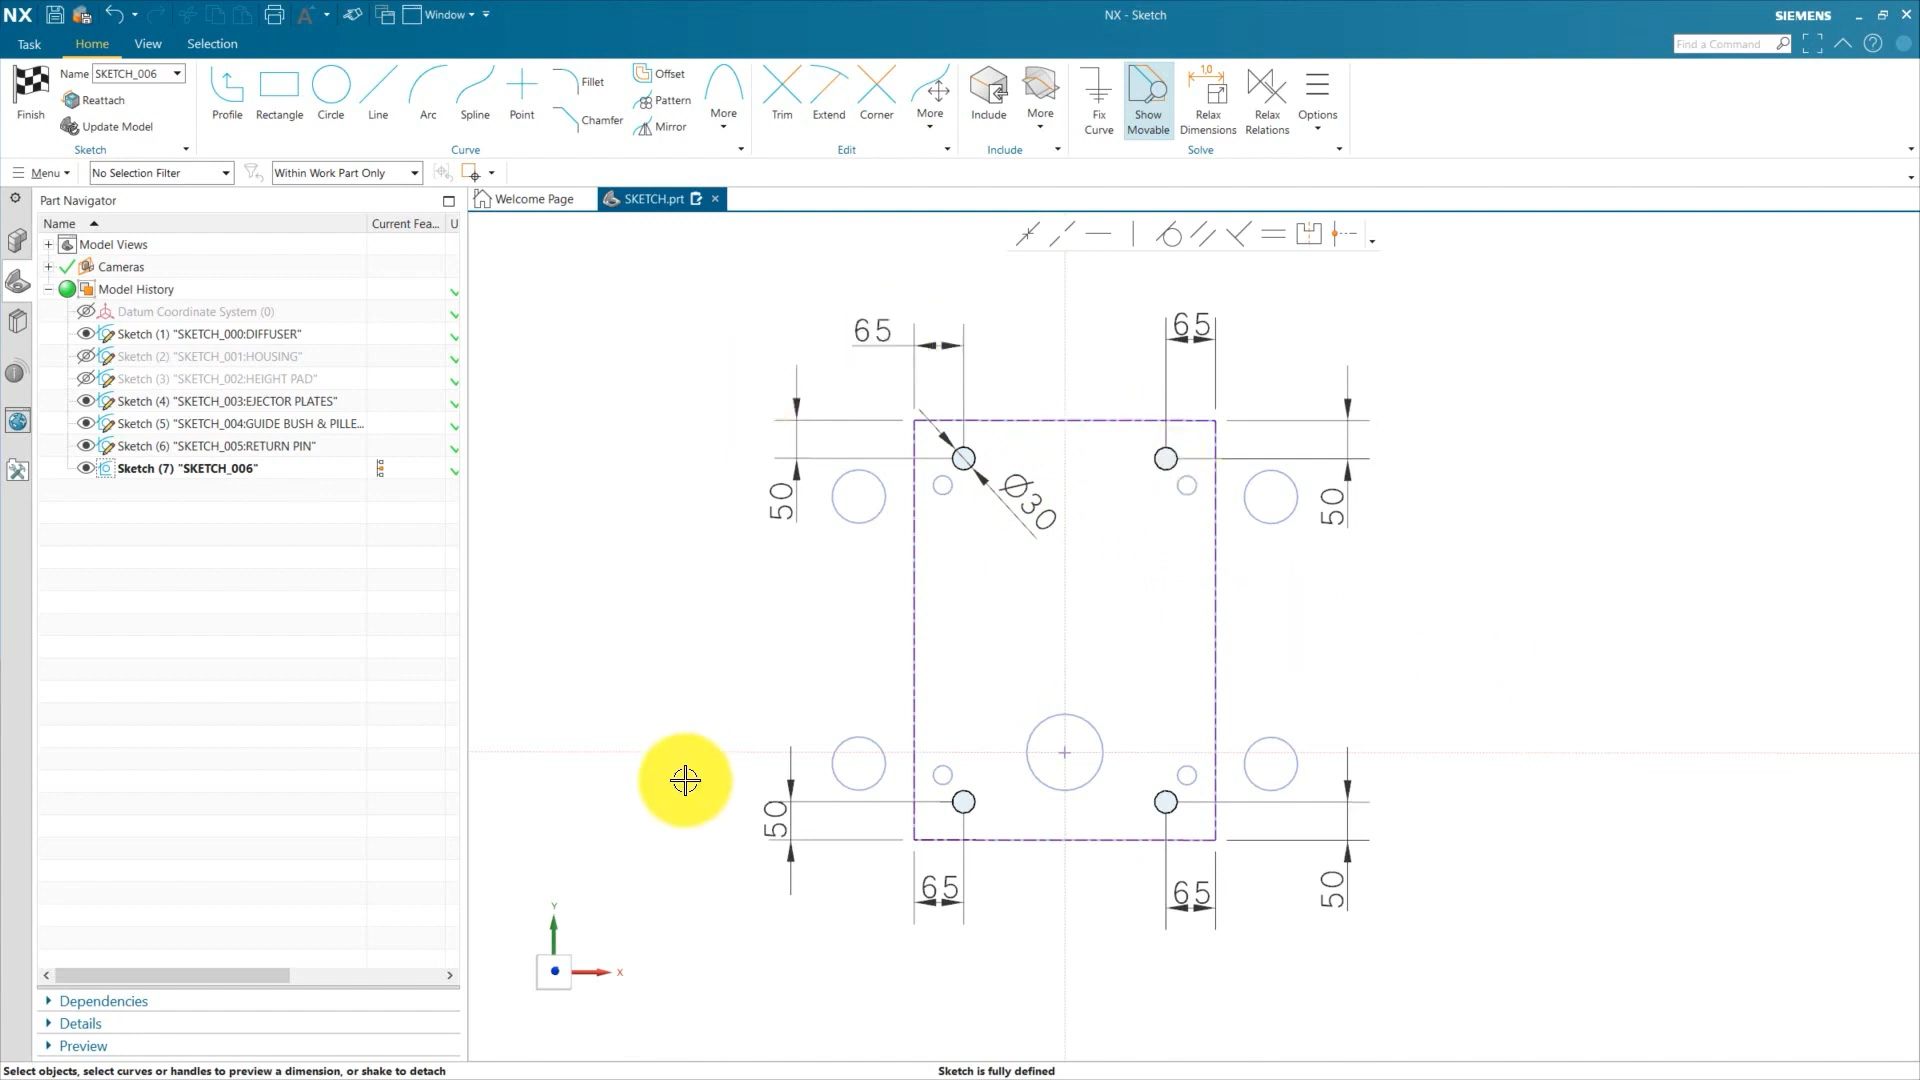 NX
Window
NX - Sketch
SIEMENS
Task
Home
View
Selection
Find a Command
Finish
Name
SKETCH_006
Reattach
Update Model
Sketch
Profile
Rectangle
Circle
Line
Arc
Spline
Point
Fillet
Chamfer
Offset
Pattern
Mirror
More
Curve
Trim
Extend
Corner
More
Edit
Include
More
Include
Fix Curve
Show Movable
1,0
Relax Dimensions
Relax Relations
Options
Solve
Menu
No Selection Filter
Within Work Part Only
Part Navigator
Welcome Page
SKETCH.prt
Name
Current Fea...
U
Model Views
Cameras
Model History
Datum Coordinate System (0)
Sketch (1) "SKETCH_000:DIFFUSER"
Sketch (2) "SKETCH_001:HOUSING"
Sketch (3) "SKETCH_002:HEIGHT PAD"
Sketch (4) "SKETCH_003:EJECTOR PLATES"
Sketch (5) "SKETCH_004:GUIDE BUSH & PILLE...
Sketch (6) "SKETCH_005:RETURN PIN"
Sketch (7) "SKETCH_006"
Dependencies
Details
Preview
65
65
50
Ø30
50
50
65
65
50
Y
X
Select objects, select curves or handles to preview a dimension, or shake to detach
Sketch is fully defined